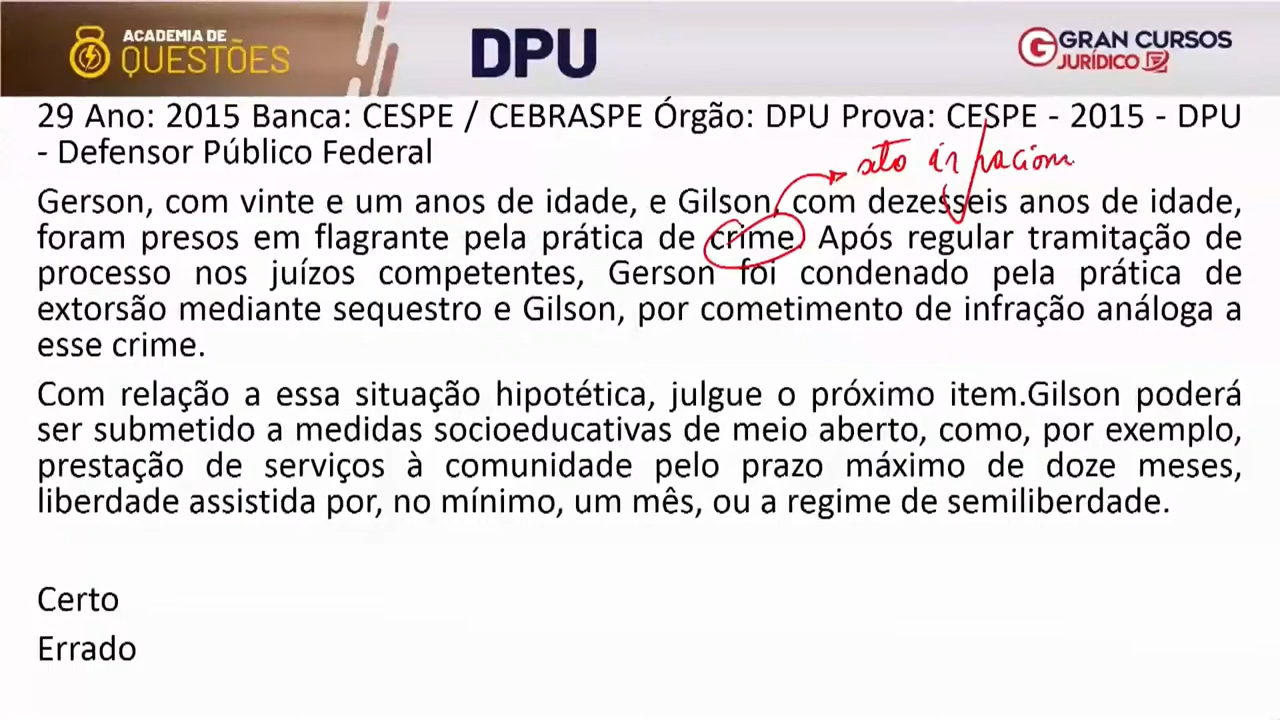 ACADEMIA DE
QUESTÕES
DPU
GRAN CURSOS
JURÍDICO
29 Ano: 2015 Banca: CESPE / CEBRASPE Órgão: DPU Prova: CESPE - 2015 - DPU
- Defensor Público Federal
ato
Gerson, com vinte e um anos de idade, e Gilson, com dezesseis anos de idade,
foram presos em flagrante pela prática de crime. Após regular tramitação de
processo nos juízos competentes, Gerson foi condenado pela prática de
extorsão mediante sequestro e Gilson, por cometimento de infração análoga a
esse crime.
Com relação a essa situação hipotética, julgue o próximo item.Gilson poderá
ser submetido a medidas socioeducativas de meio aberto, como, por exemplo,
prestação de serviços à comunidade pelo prazo máximo de doze meses,
liberdade assistida por, no mínimo, um mês, ou a regime de semiliberdade.
Certo
Errado